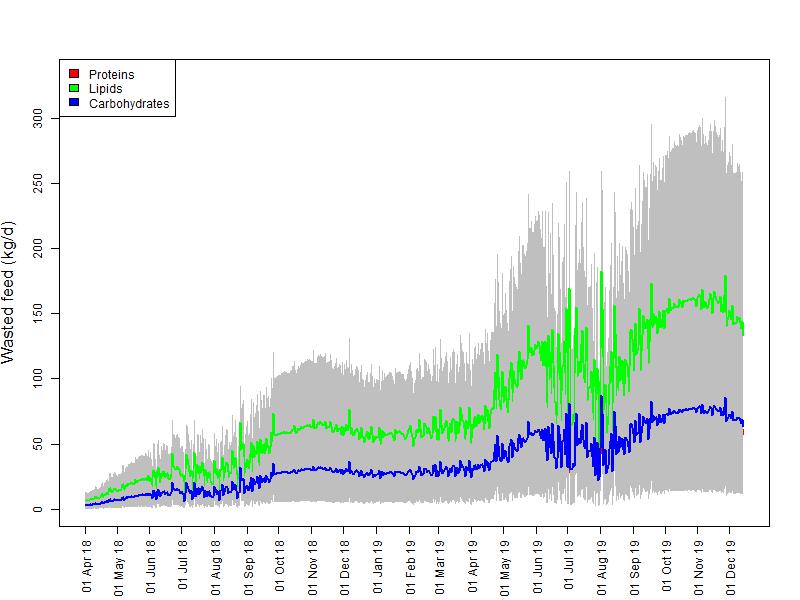 Proteins
Lipids
Carbohydrates
Wasted feed (kg/d)
300
250
200
150
100
50
0
01 Apr 18
01 May 18
01 Jun 18
01 Jul 18
01 Aug 18
01 Sep 18
01 Oct 18
01 Nov 18
01 Dec 18
01 Jan 19
01 Feb 19
01 Mar 19
01 Apr 19
01 May 19
01 Jun 19
01 Jul 19
01 Aug 19
01 Sep 19
01 Oct 19
01 Nov 19
01 Dec 19